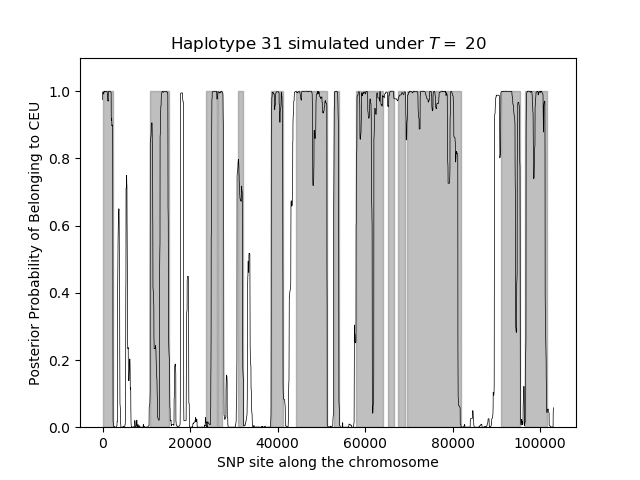 Haplotype 31 simulated under T = 20
Posterior Probability of Belonging to CEU
1.0
0.8
0.6
0.4
0.2
0.0
0 20000 40000 60000 80000 100000
SNP site along the chromosome